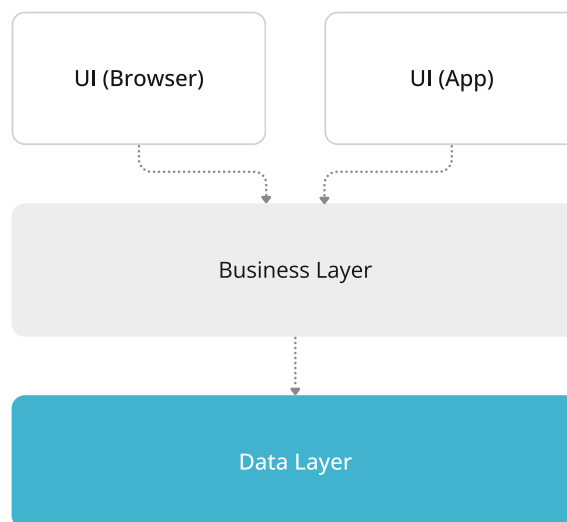 UI (Browser)
UI (App)
Business Layer
Data Layer